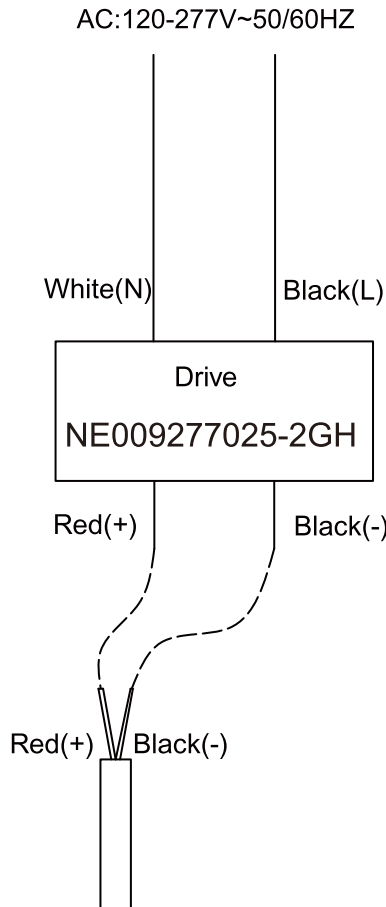 AC:120-277V~50/60HZ
White(N)
Black(L)
Drive
NE009277025-2GH
Red(+)
Black(-)
Red(+)
Black(-)